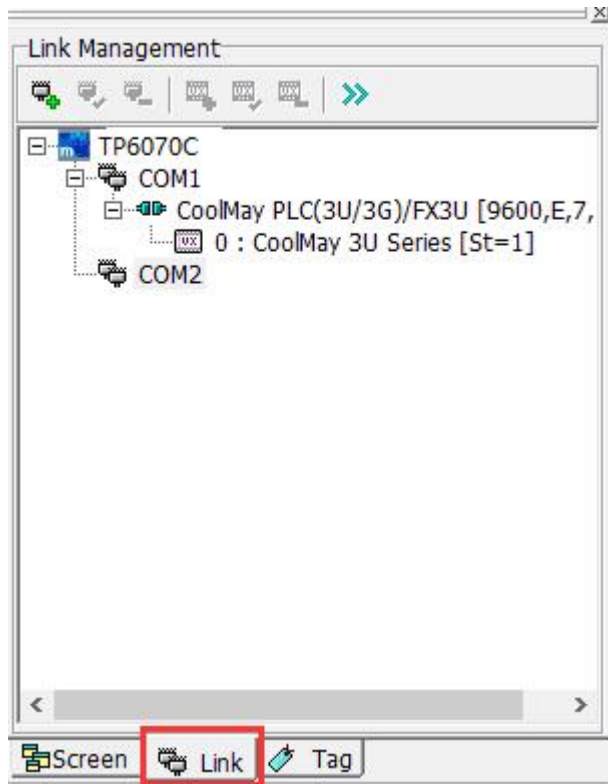 Link Management
TP6070C
COM1
CoolMay PLC(3U/3G)/FX3U [9600,E,7,
0 : CoolMay 3U Series [St=1]
COM2
Screen Link Tag